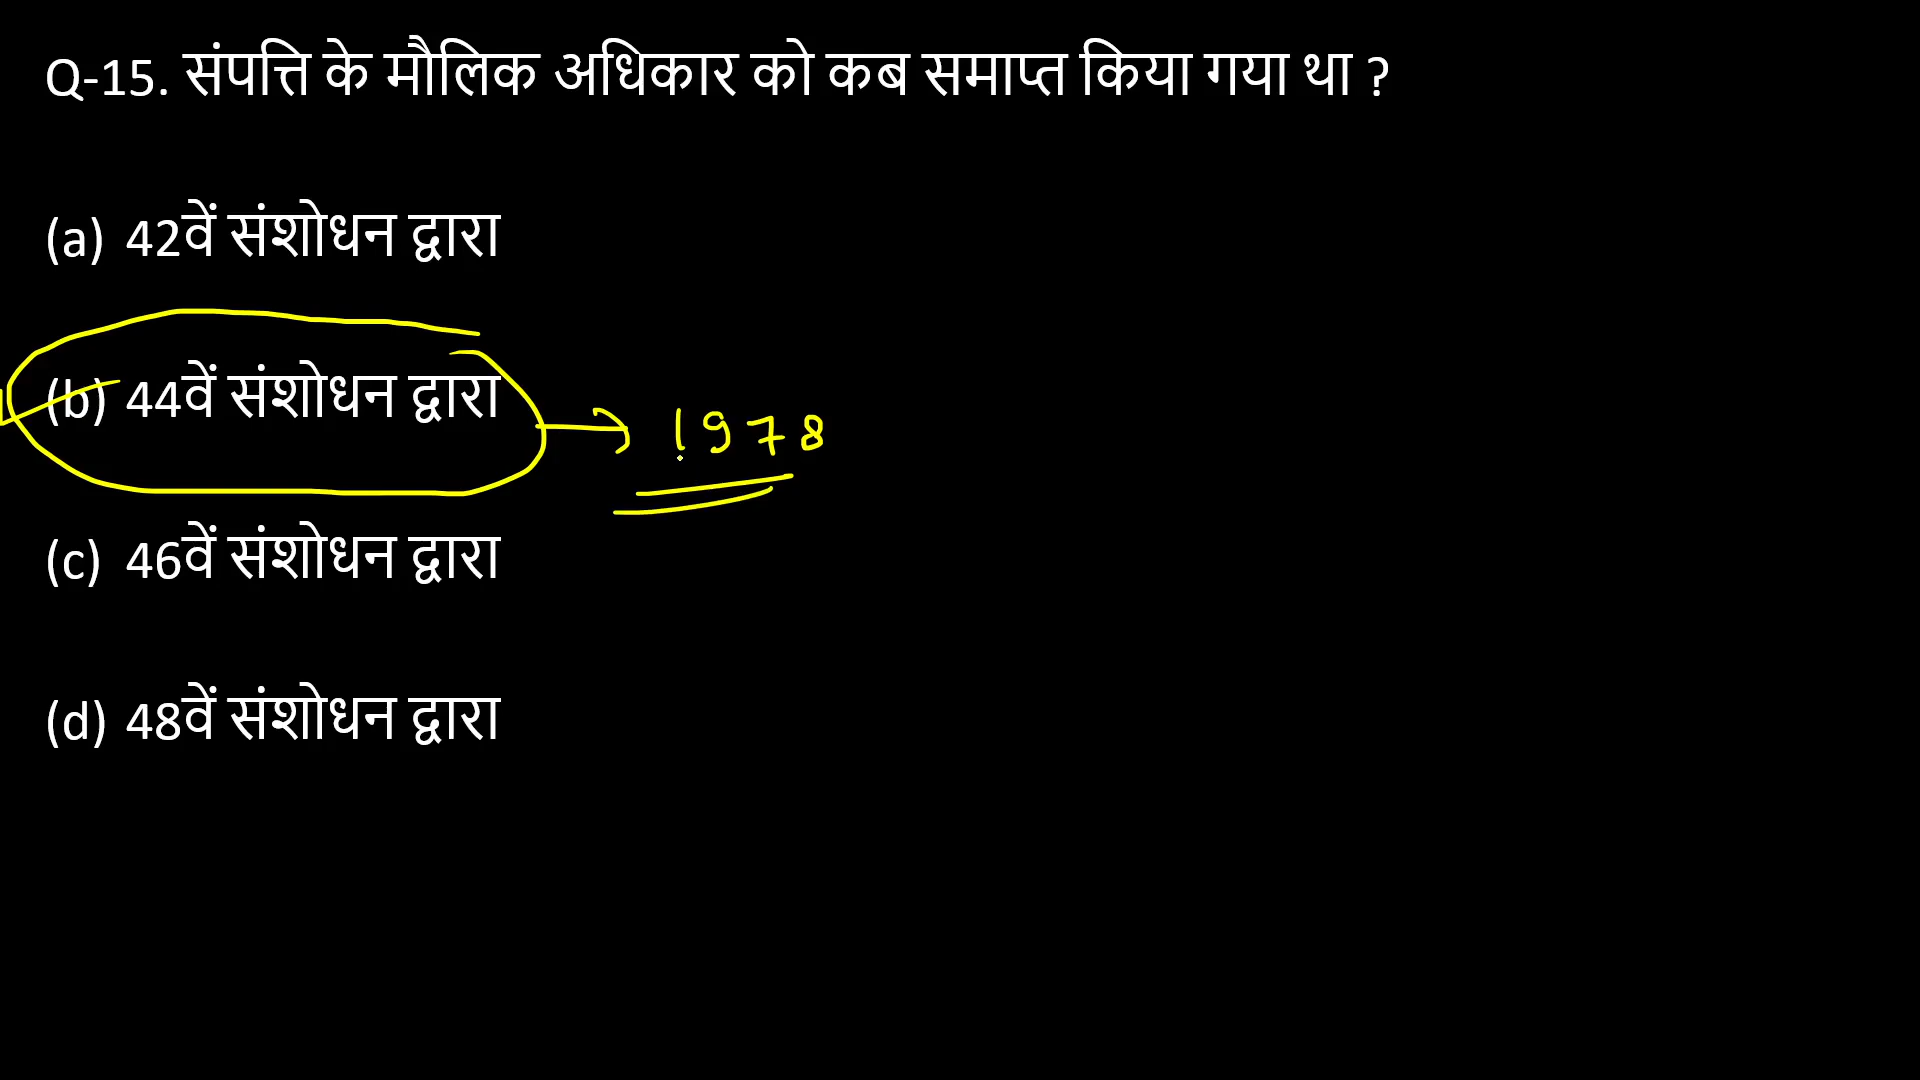 Q-15. संपत्ति के मौलिक अधिकार को कब समाप्त किया गया था ?
(a) 42वें संशोधन द्वारा
(b) 44वें संशोधन द्वारा
1978
(c) 46वें संशोधन द्वारा
(d) 48वें संशोधन द्वारा